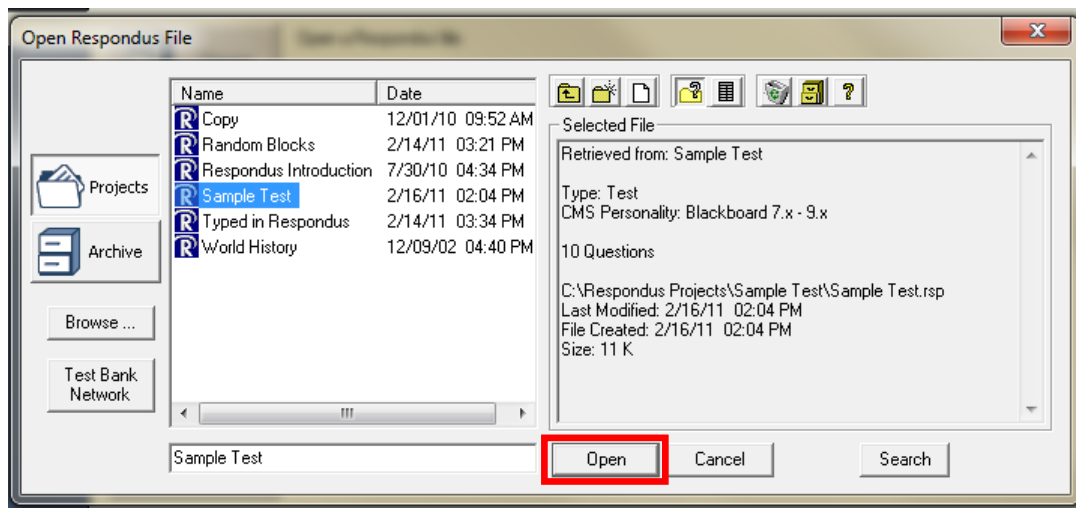 Open Respondus File
x
Name Date
Copy 12/01/10 09:52 AM
Random Blocks 2/14/11 03:21 PM
Respondus Introduction 7/30/10 04:34 PM
Sample Test 2/16/11 02:04 PM
Typed in Respondus 2/14/11 03:34 PM
World History 12/09/02 04:40 PM
Projects
Archive
Browse ...
Test Bank
Network
Sample Test
?
Selected File
Retrieved from: Sample Test
Type: Test
CMS Personality: Blackboard 7.x - 9.x
10 Questions
C:\Respondus Projects\Sample Test\Sample Test.rsp
Last Modified: 2/16/11 02:04 PM
File Created: 2/16/11 02:04 PM
Size: 11 K
Open Cancel Search